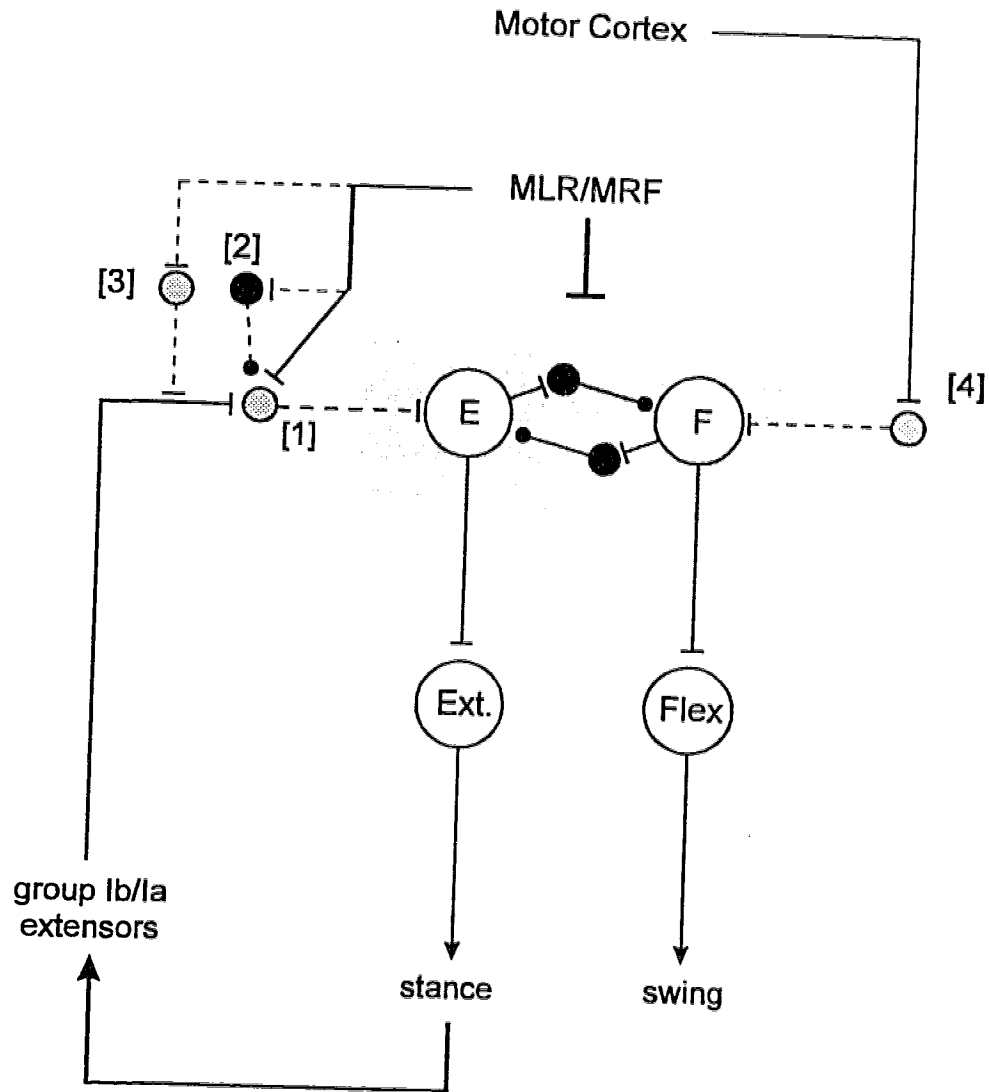 Motor Cortex
MLR/MRF
[2]
[3]
[4]
E
F
[1]
Ext.
Flex
group Ib/Ia
extensors
stance
swing